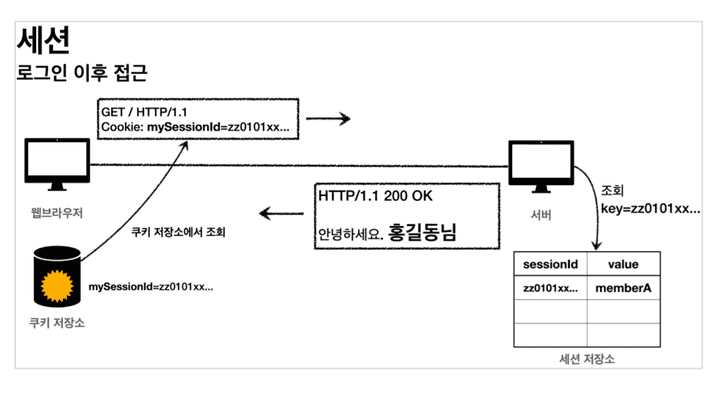 세션
로그인 이후 접근
GET / HTTP/1.1
Cookie: mySessionId=zz0101xx...
웹브라우저
서버
조회
key=zz0101xx...
HTTP/1.1 200 OK
안녕하세요. 홍길동님
쿠키 저장소에서 조회
mySessionId=zz0101xx...
쿠키 저장소
sessionId value
zz0101xx... memberA
세션 저장소